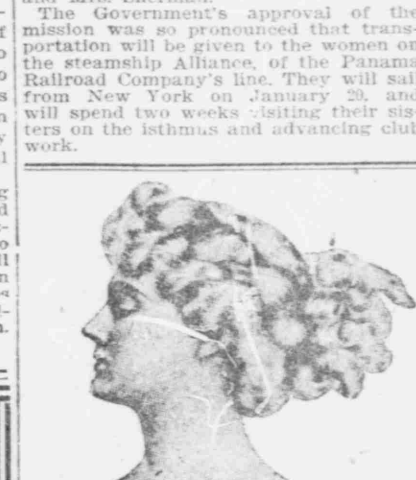 The Government's approval of the
mission was so pronounced that trans-
portation will be given to the women on
the steamship Alliance, of the Panama
Railroad Company's line. They will sail
from New York on January 20, and
will spend two weeks visiting their sis-
ters on the isthmus and advancing club
work.